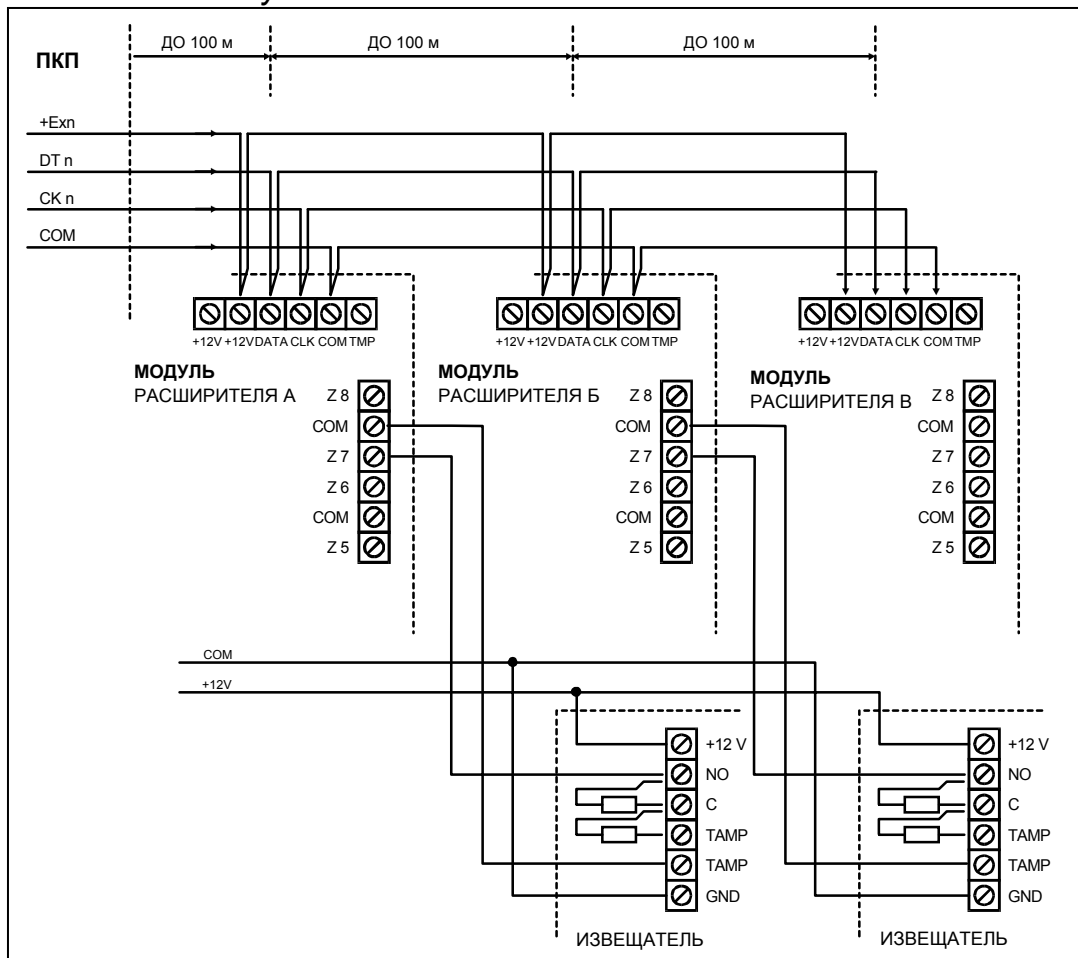 ДО 100 м ДО 100 м ДО 100 м
ПКП
+Exn
DT n
CK n
COM
+12V +12V DATA CLK COM TMP
+12V +12V DATA CLK COM TMP
+12V +12V DATA CLK COM TMP
МОДУЛЬ
РАСШИРИТЕЛЯ А
Z 8
COM
Z 7
Z 6
COM
Z 5
МОДУЛЬ
РАСШИРИТЕЛЯ Б
Z 8
COM
Z 7
Z 6
COM
Z 5
МОДУЛЬ
РАСШИРИТЕЛЯ В
Z 8
COM
Z 7
Z 6
COM
Z 5
COM
+12V
+12 V
NO
C
TAMP
TAMP
GND
ИЗВЕЩАТЕЛЬ
+12 V
NO
C
TAMP
TAMP
GND
ИЗВЕЩАТЕЛЬ